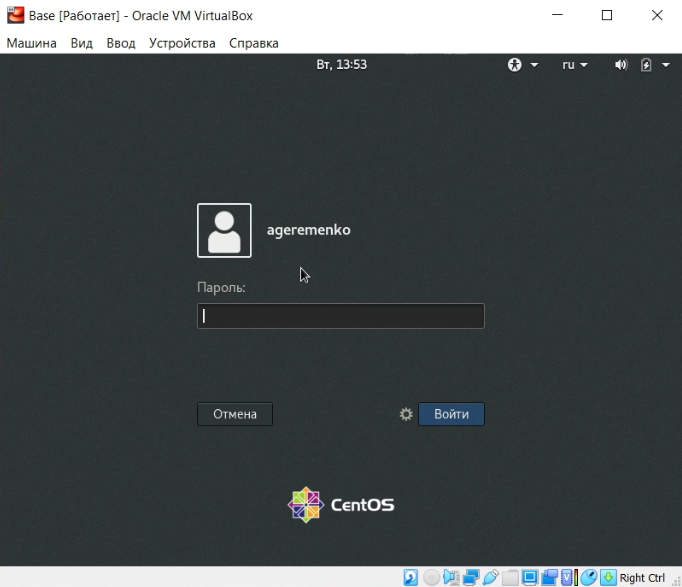 Base [Работает] - Oracle VM VirtualBox
Машина Вид Ввод Устройства Справка
Вт, 13:53 ru
ageremenko
Пароль:
Отмена Войти
CentOS
Right Ctrl